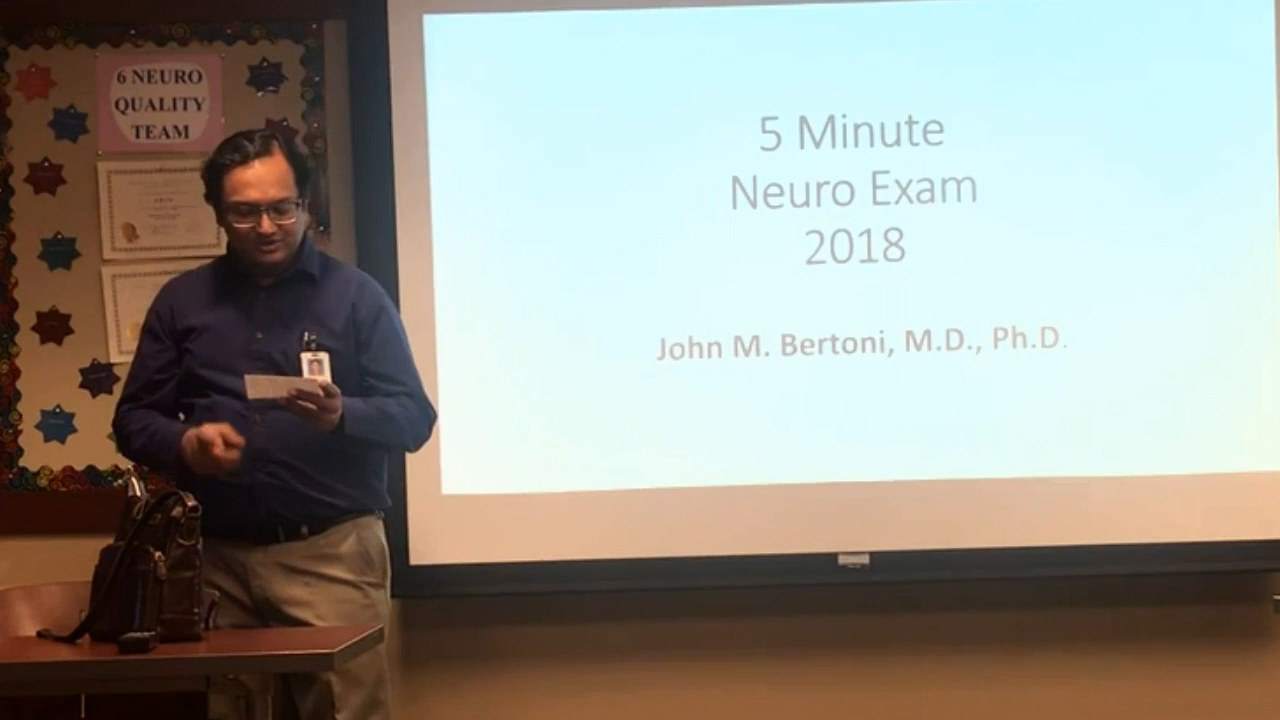 6 NEURO
QUALITY
TEAM
5 Minute
Neuro Exam
2018
John M. Bertoni, M.D., Ph.D.